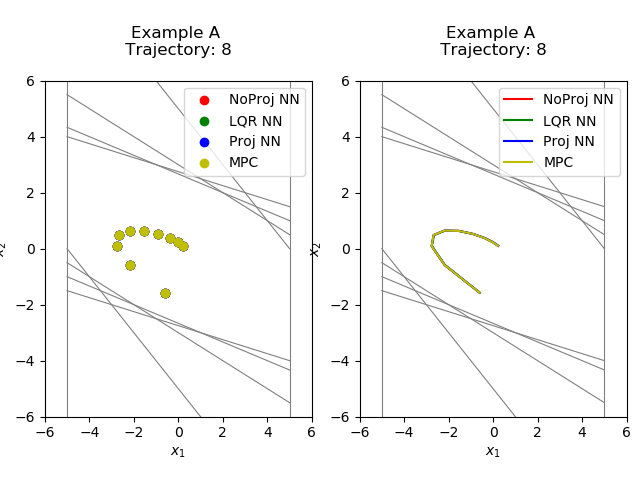 Example A
Trajectory: 8
NoProj NN
LQR NN
Proj NN
MPC
6
4
2
0
−2
−4
−6
−6 −4 −2 0 2 4 6
x₁
x₂
Example A
Trajectory: 8
NoProj NN
LQR NN
Proj NN
MPC
6
4
2
0
−2
−4
−6
−6 −4 −2 0 2 4 6
x₁
x₂